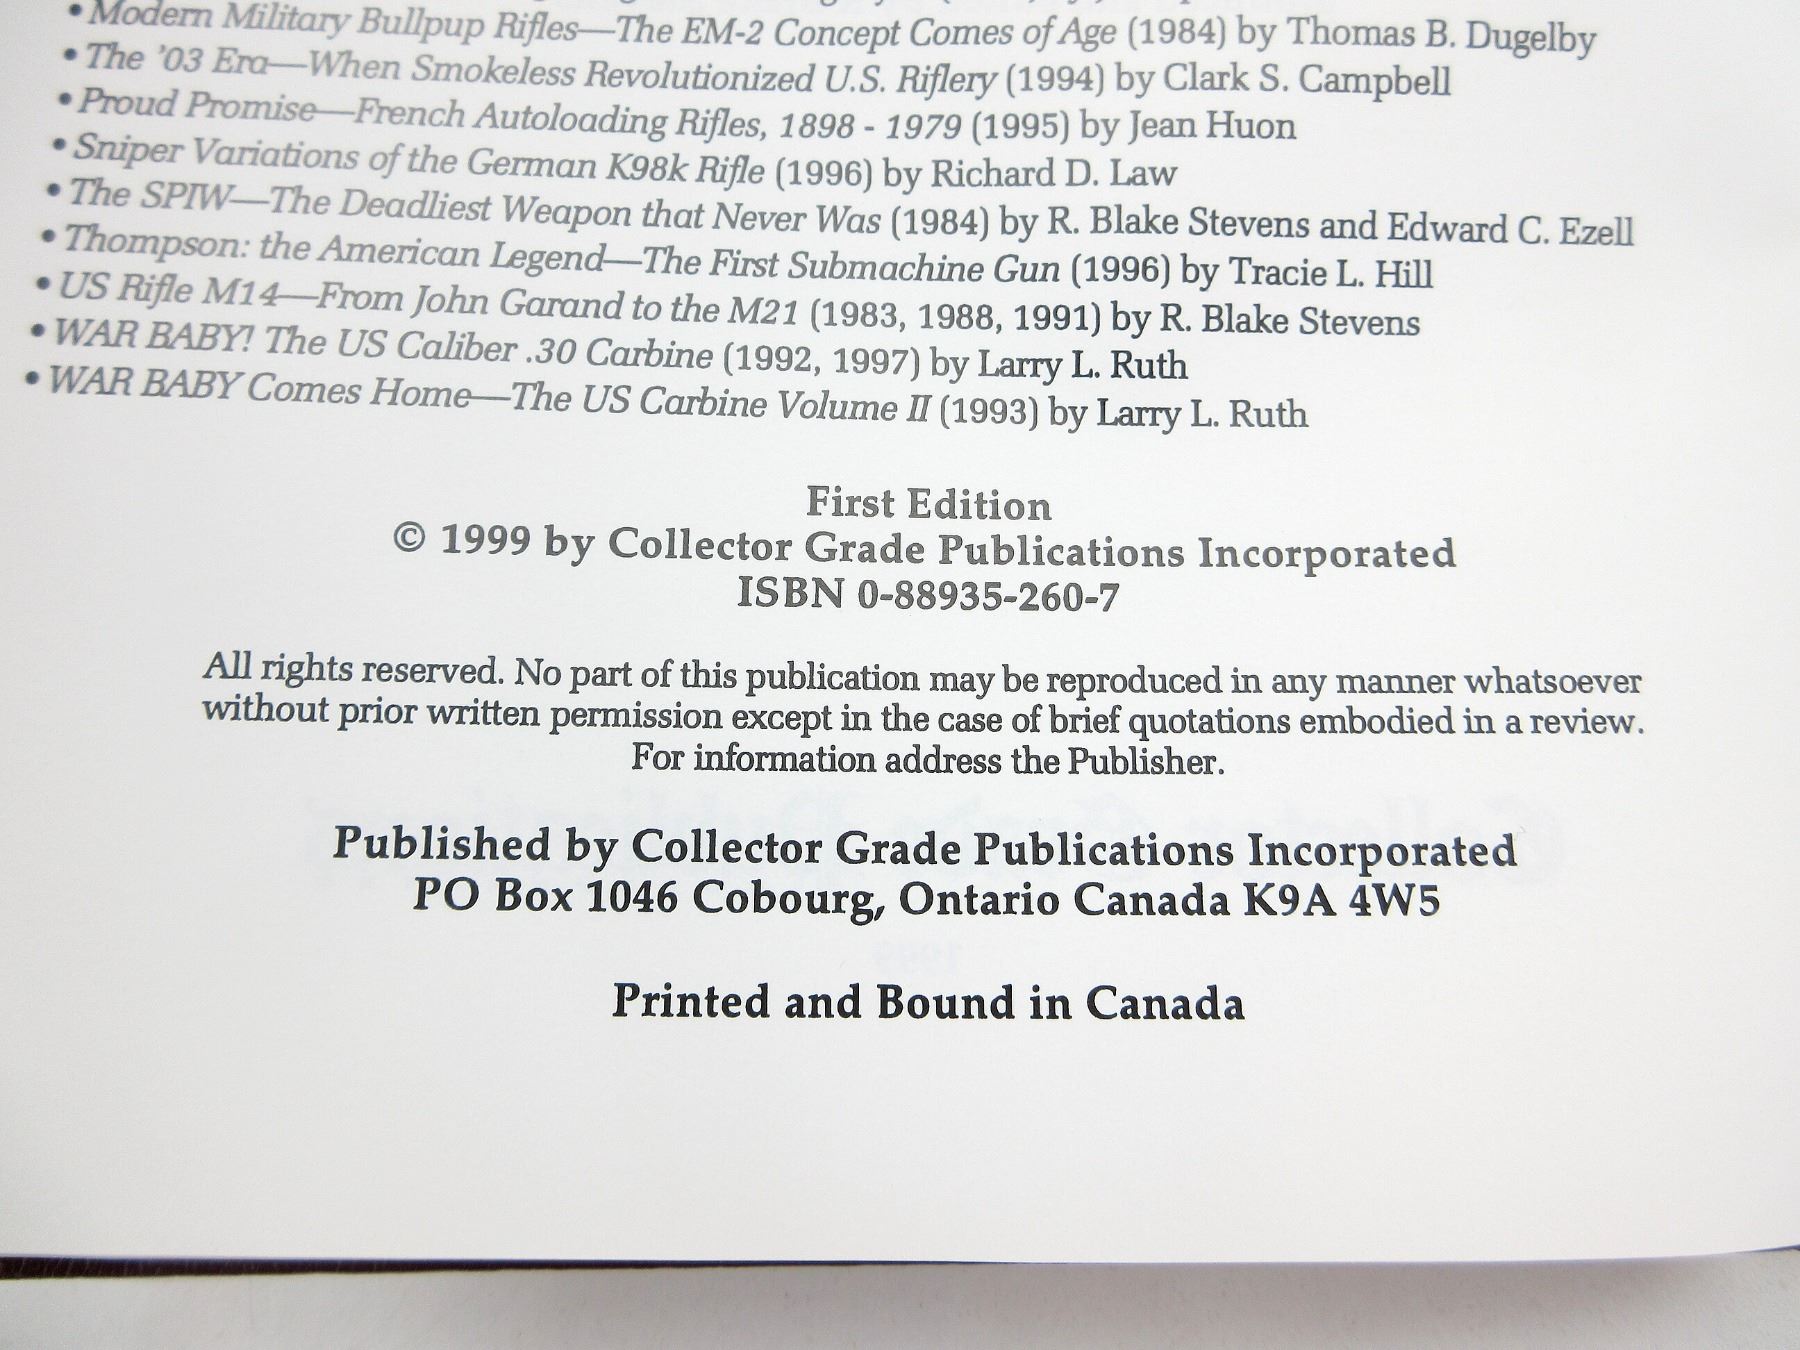 • Modern Military Bullpup Rifles—The EM-2 Concept Comes of Age (1984) by Thomas B. Dugelby
• The '03 Era—When Smokeless Revolutionized U.S. Riflery (1994) by Clark S. Campbell
• Proud Promise—French Autoloading Rifles, 1898 - 1979 (1995) by Jean Huon
• Sniper Variations of the German K98k Rifle (1996) by Richard D. Law
• The SPIW—The Deadliest Weapon that Never Was (1984) by R. Blake Stevens and Edward C. Ezell
• Thompson: the American Legend—The First Submachine Gun (1996) by Tracie L. Hill
• US Rifle M14—From John Garand to the M21 (1983, 1988, 1991) by R. Blake Stevens
• WAR BABY! The US Caliber .30 Carbine (1992, 1997) by Larry L. Ruth
• WAR BABY Comes Home—The US Carbine Volume II (1993) by Larry L. Ruth
First Edition
© 1999 by Collector Grade Publications Incorporated
ISBN 0-88935-260-7
All rights reserved. No part of this publication may be reproduced in any manner whatsoever
without prior written permission except in the case of brief quotations embodied in a review.
For information address the Publisher.
Published by Collector Grade Publications Incorporated
PO Box 1046 Cobourg, Ontario Canada K9A 4W5
Printed and Bound in Canada